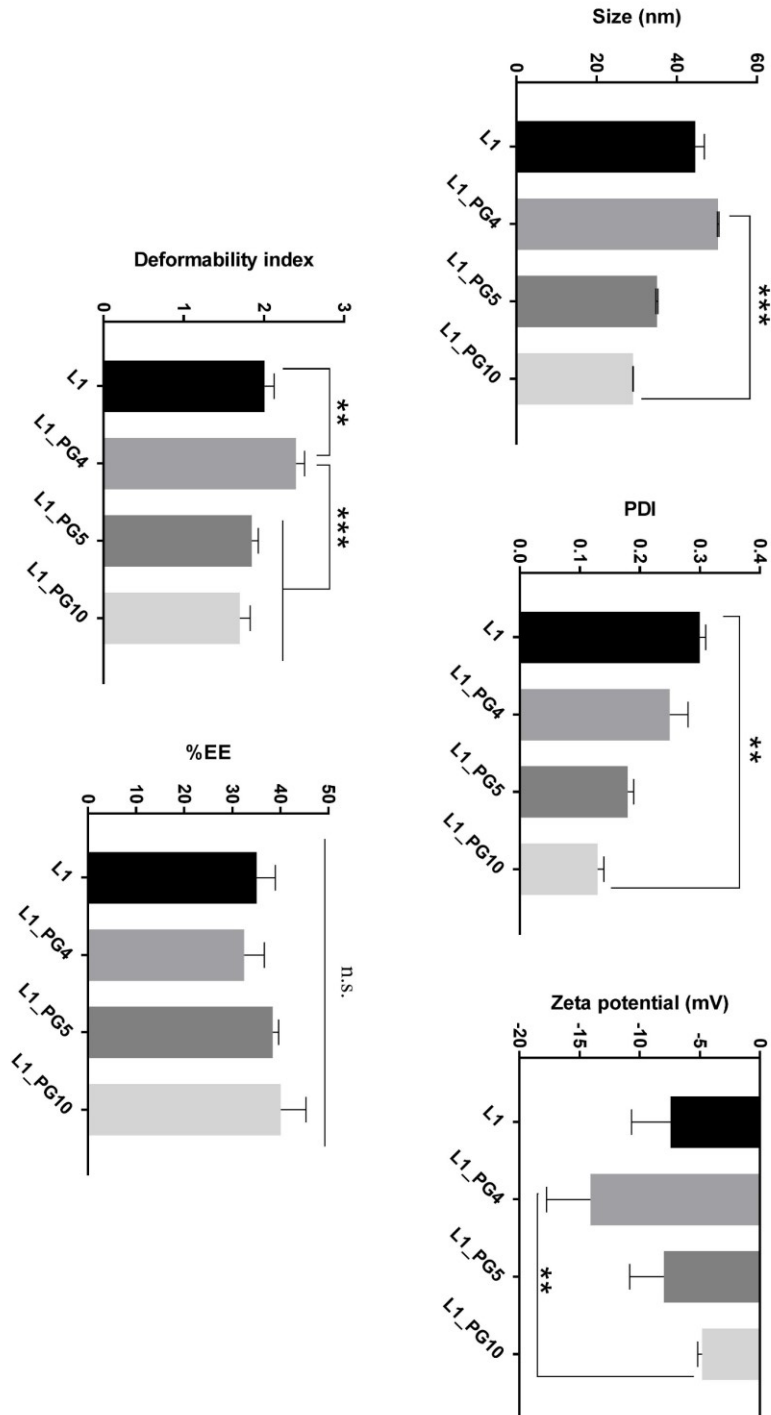 Size (nm)
60
40
20
0
L1
L1_PG4
L1_PG5
L1_PG10
***
PDI
0.4
0.3
0.2
0.1
0.0
L1
L1_PG4
L1_PG5
L1_PG10
**
Zeta potential (mV)
0
-5
-10
-15
-20
L1
L1_PG4
L1_PG5
L1_PG10
**
Deformability index
3
2
1
0
L1
L1_PG4
L1_PG5
L1_PG10
**
***
%EE
50
40
30
20
10
0
L1
L1_PG4
L1_PG5
L1_PG10
n.s.